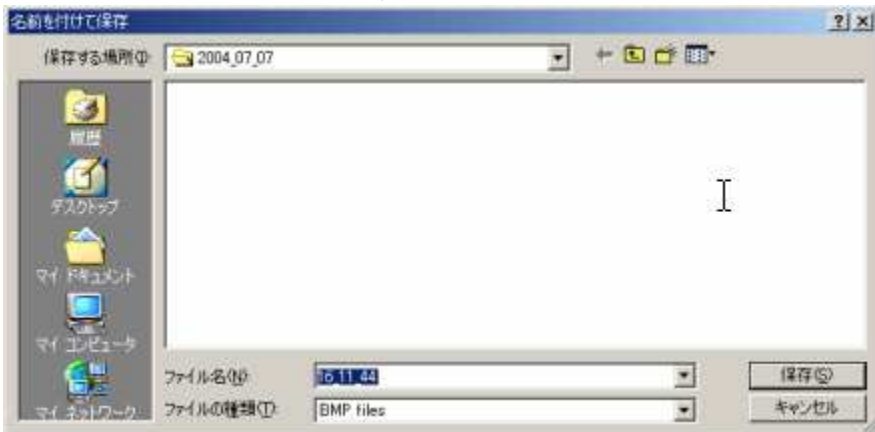 名前を付けて保存
保存する場所(I): 2004_07_07
履歴
デスクトップ
マイ ドキュメント
マイ コンピュータ
マイ ネットワーク
ファイル名(N): 16_11_44
保存(S)
ファイルの種類(T): BMP files
キャンセル